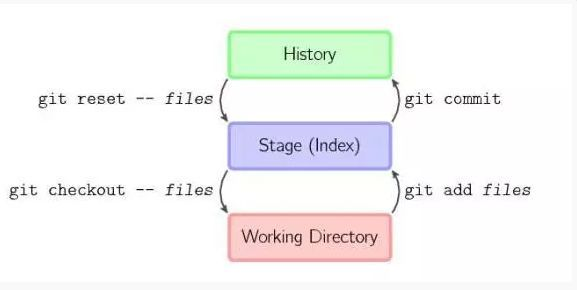 History
git reset -- files
git commit
Stage (Index)
git checkout -- files
git add files
Working Directory